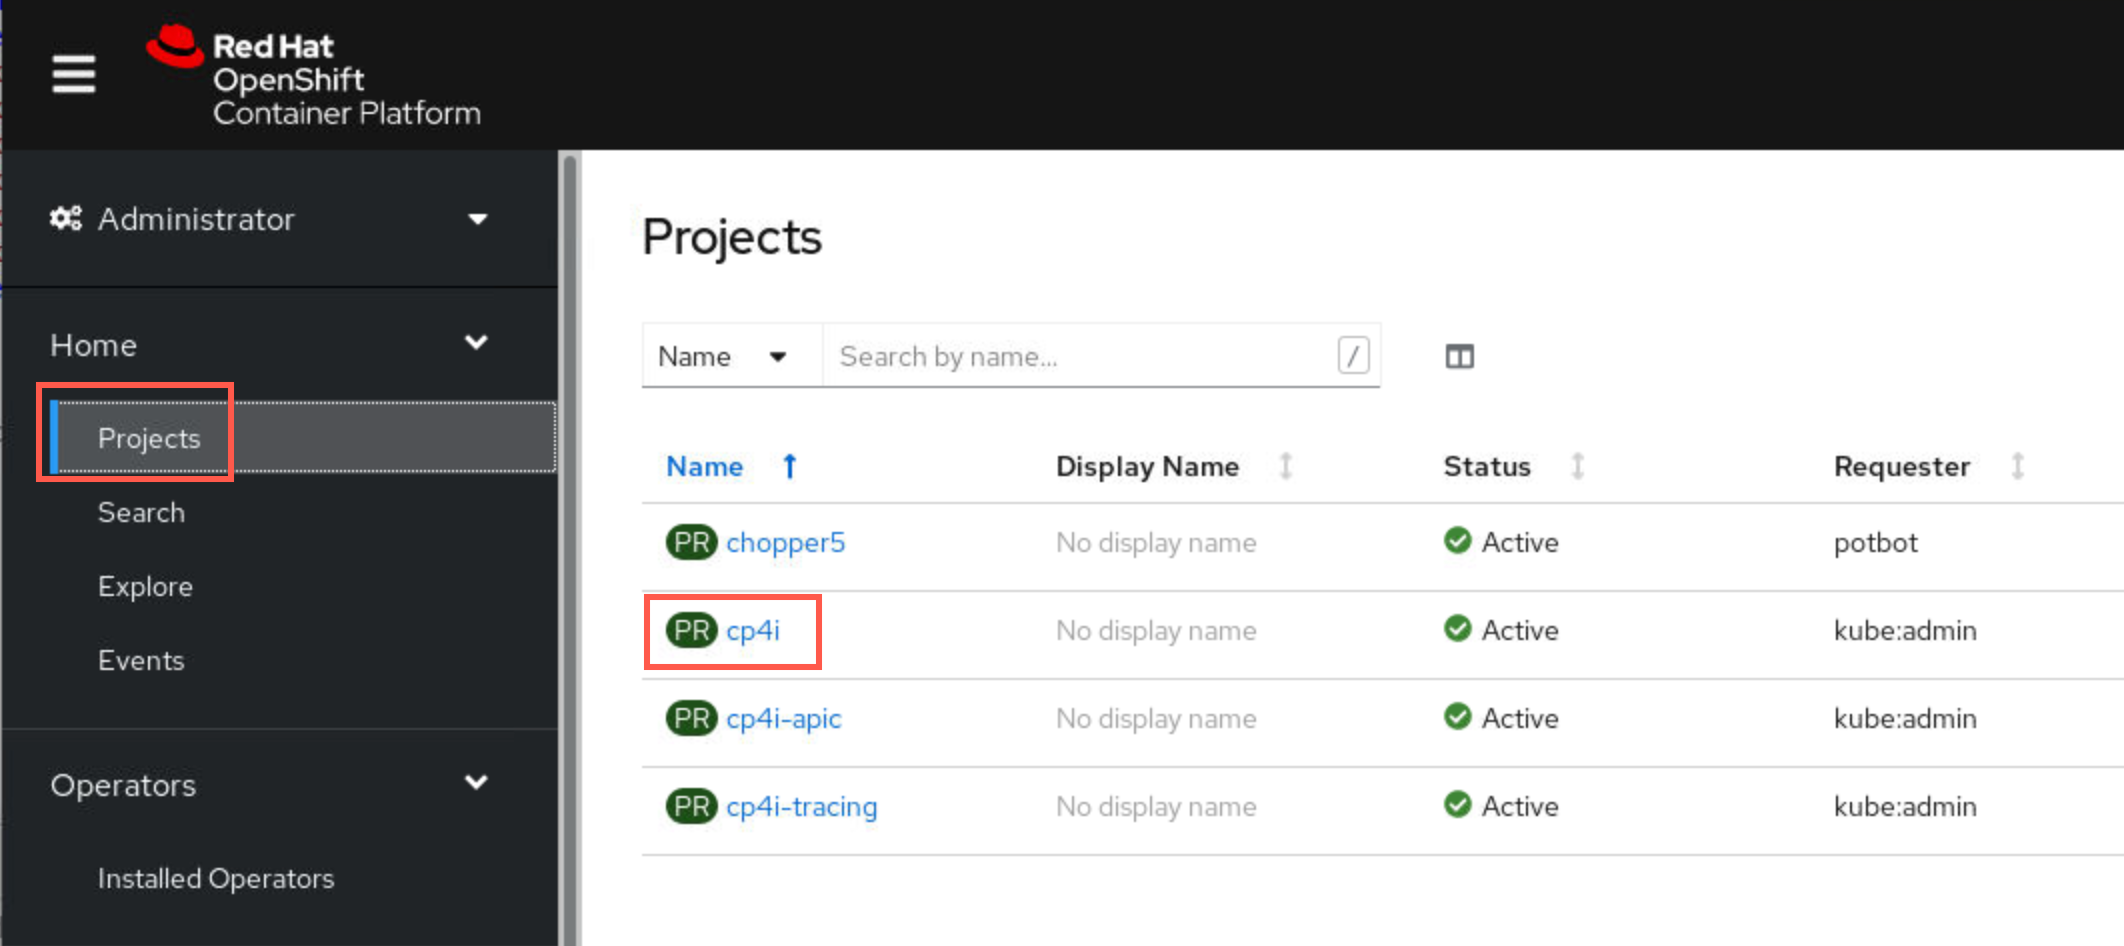 Red Hat
OpenShift
Container Platform
Administrator
Home
Projects
Search
Explore
Events
Operators
Installed Operators
Projects
Name Search by name... /
Name Display Name Status Requester
PR chopper5 No display name Active potbot
PR cp4i No display name Active kube:admin
PR cp4i-apic No display name Active kube:admin
PR cp4i-tracing No display name Active kube:admin